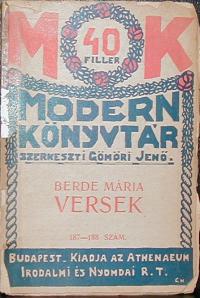 M 40 K
FILLER
MODERN
KÖNYVTÁR
SZERKESZTI GÖMÖRI JENŐ.
BERDE MÁRIA
VERSEK
187—188 SZÁM.
BUDAPEST. KIADJA AZ ATHENAEUM
IRODALMI ÉS NYOMDAI R. T.